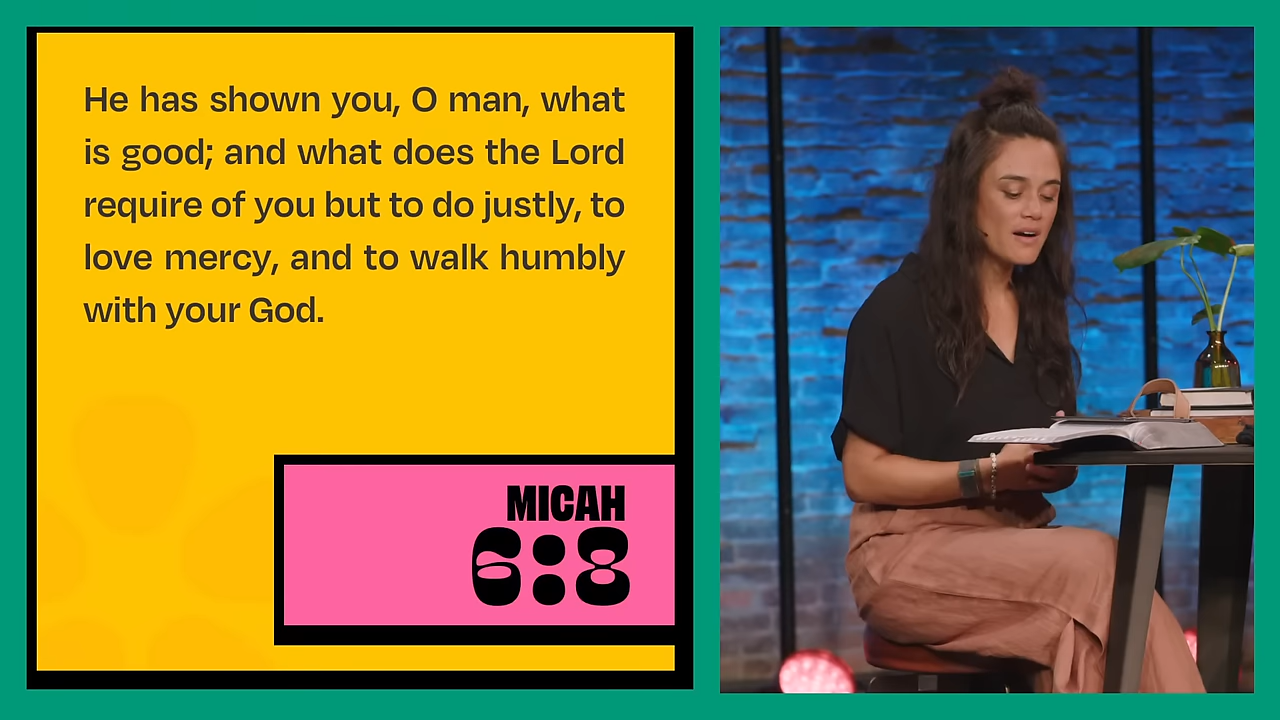 He has shown you, O man, what
is good; and what does the Lord
require of you but to do justly, to
love mercy, and to walk humbly
with your God.
MICAH
6:8